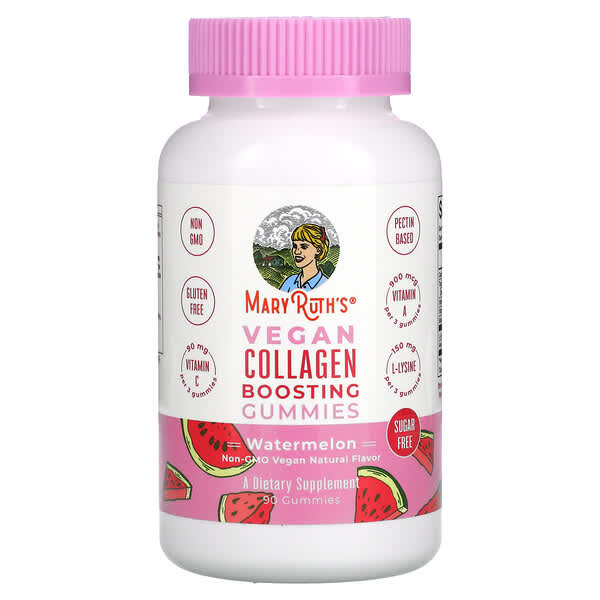 NON
GMO
GLUTEN
FREE
90 mg
VITAMIN
C
per 3 gummies
PECTIN
BASED
900 mcg
VITAMIN
A
per 3 gummies
150 mg
L-LYSINE
per 3 gummies
MARY RUTH'S®
VEGAN
COLLAGEN
BOOSTING
GUMMIES
SUGAR
FREE
Watermelon
Non-GMO Vegan Natural Flavor
A Dietary Supplement
90 Gummies